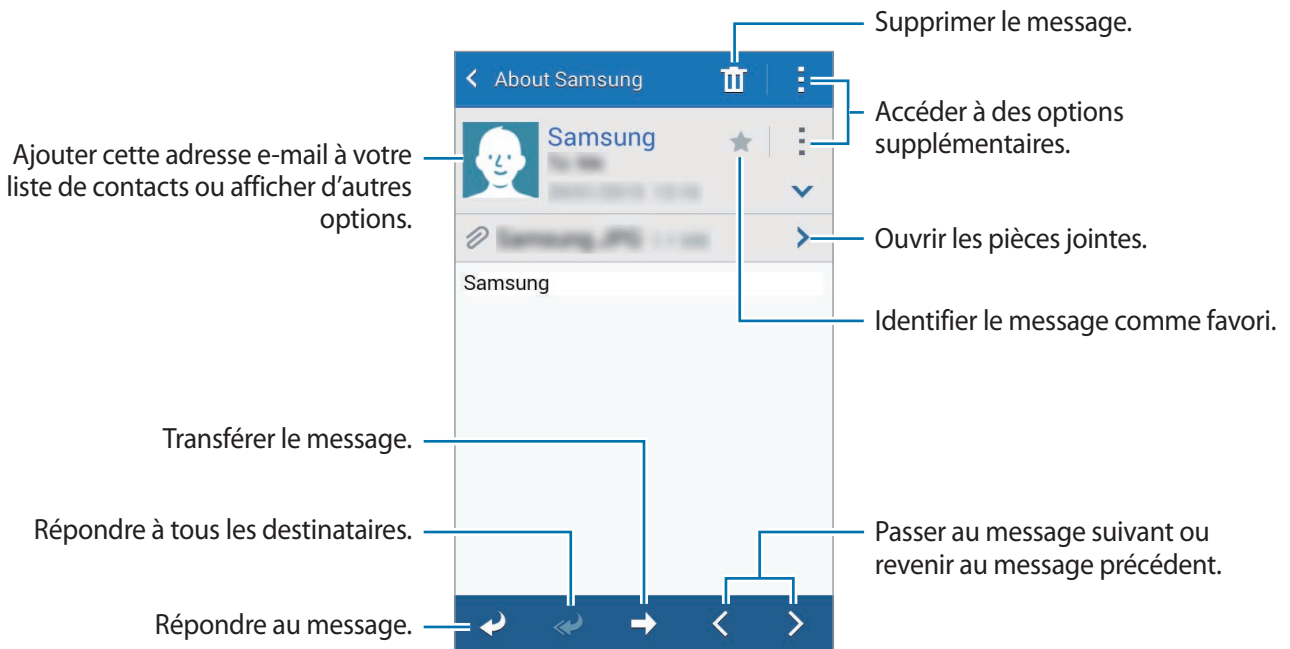 Supprimer le message.
About Samsung
Accéder à des options
supplémentaires.
Samsung
Ajouter cette adresse e-mail à votre
liste de contacts ou afficher d'autres
options.
Ouvrir les pièces jointes.
Samsung
Identifier le message comme favori.
Transférer le message.
Répondre à tous les destinataires.
Passer au message suivant ou
revenir au message précédent.
Répondre au message.